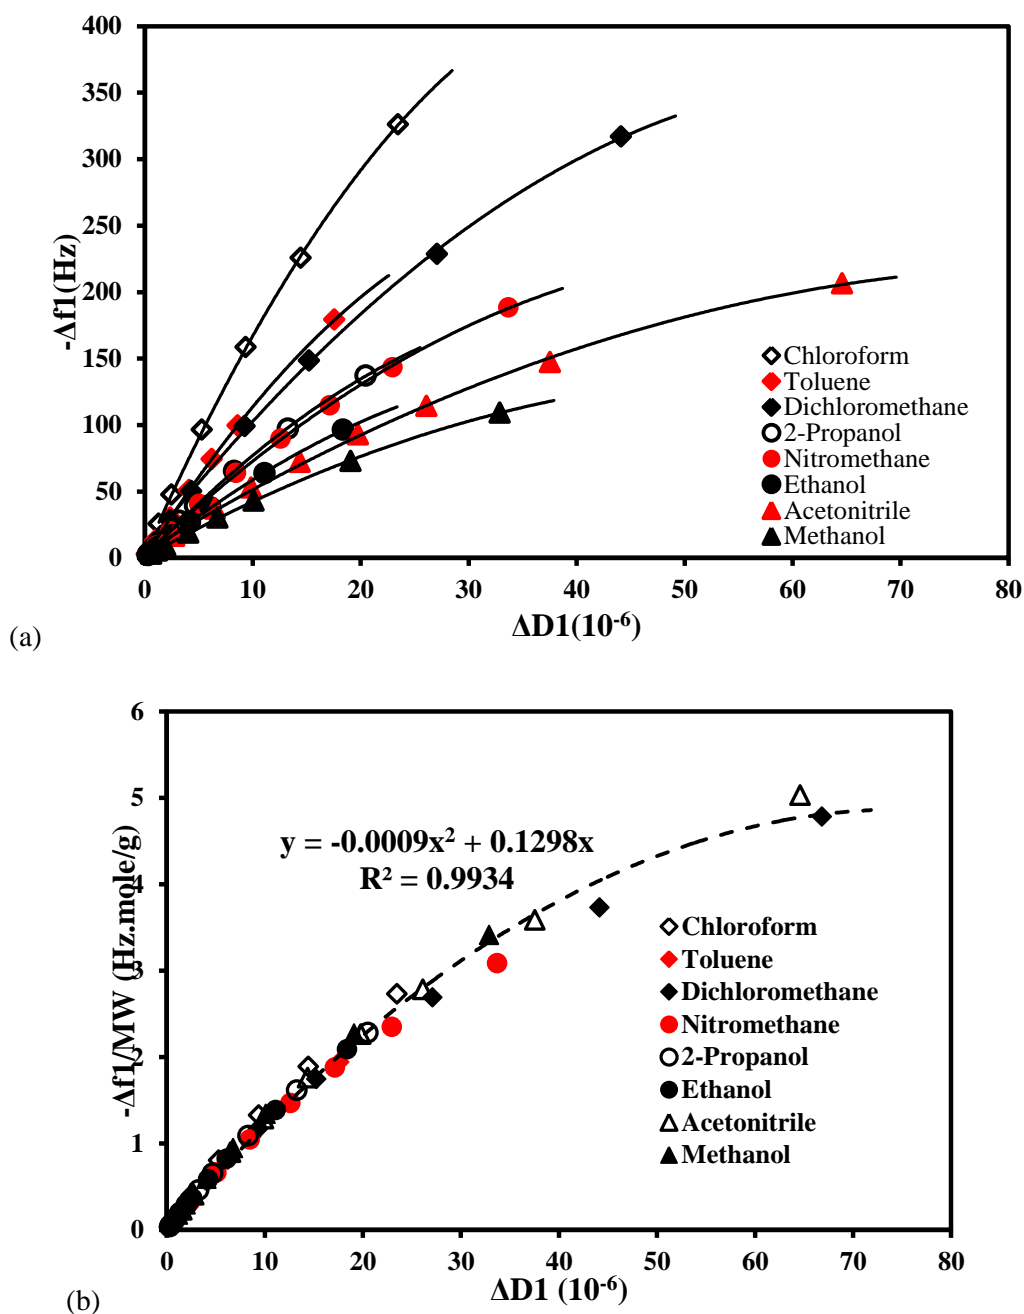 400
350
300
250
200
150
100
50
0
-Δf1(Hz)
Chloroform
Toluene
Dichloromethane
2-Propanol
Nitromethane
Ethanol
Acetonitrile
Methanol
0 10 20 30 40 50 60 70 80
ΔD1(10⁻⁶)
(a)
6
5
4
3
2
1
0
-Δf1/MW (Hz.mole/g)
y = -0.0009x² + 0.1298x
R² = 0.9934
Chloroform
Toluene
Dichloromethane
Nitromethane
2-Propanol
Ethanol
Acetonitrile
Methanol
0 10 20 30 40 50 60 70 80
ΔD1 (10⁻⁶)
(b)